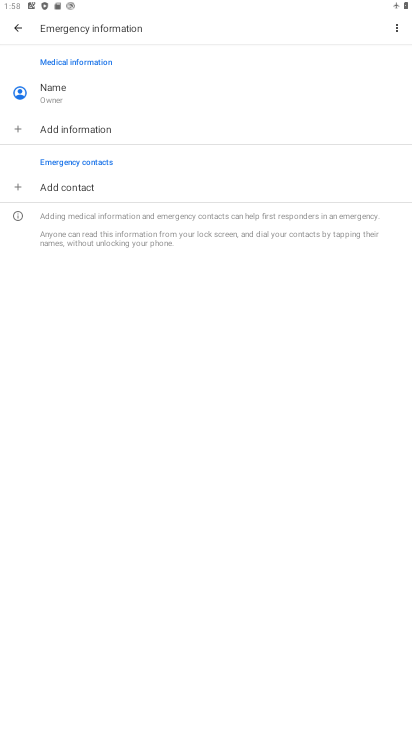 1:58
Emergency information
Medical information
Name
Owner
Add information
Emergency contacts
Add contact
Adding medical information and emergency contacts can help first responders in an emergency.
Anyone can read this information from your lock screen, and dial your contacts by tapping their
names, without unlocking your phone.